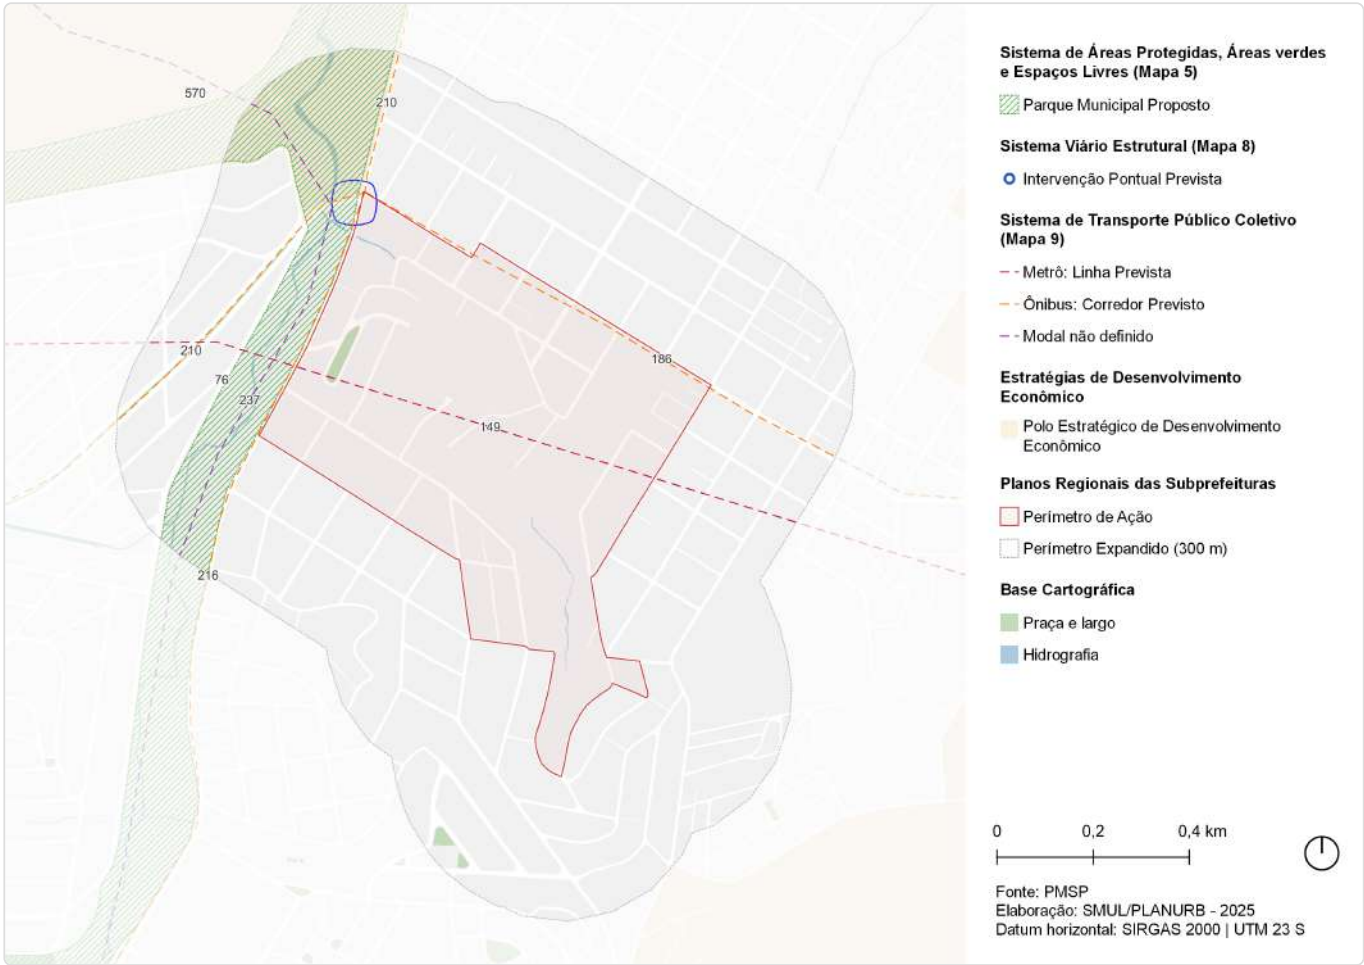 570
210
210
76
237
186
149
216
Sistema de Áreas Protegidas, Áreas verdes
e Espaços Livres (Mapa 5)
Parque Municipal Proposto
Sistema Viário Estrutural (Mapa 8)
Intervenção Pontual Prevista
Sistema de Transporte Público Coletivo
(Mapa 9)
Metrô: Linha Prevista
Ônibus: Corredor Previsto
Modal não definido
Estratégias de Desenvolvimento
Econômico
Polo Estratégico de Desenvolvimento
Econômico
Planos Regionais das Subprefeituras
Perímetro de Ação
Perímetro Expandido (300 m)
Base Cartográfica
Praça e largo
Hidrografia
0 0,2 0,4 km
Fonte: PMSP
Elaboração: SMUL/PLANURB - 2025
Datum horizontal: SIRGAS 2000 | UTM 23 S